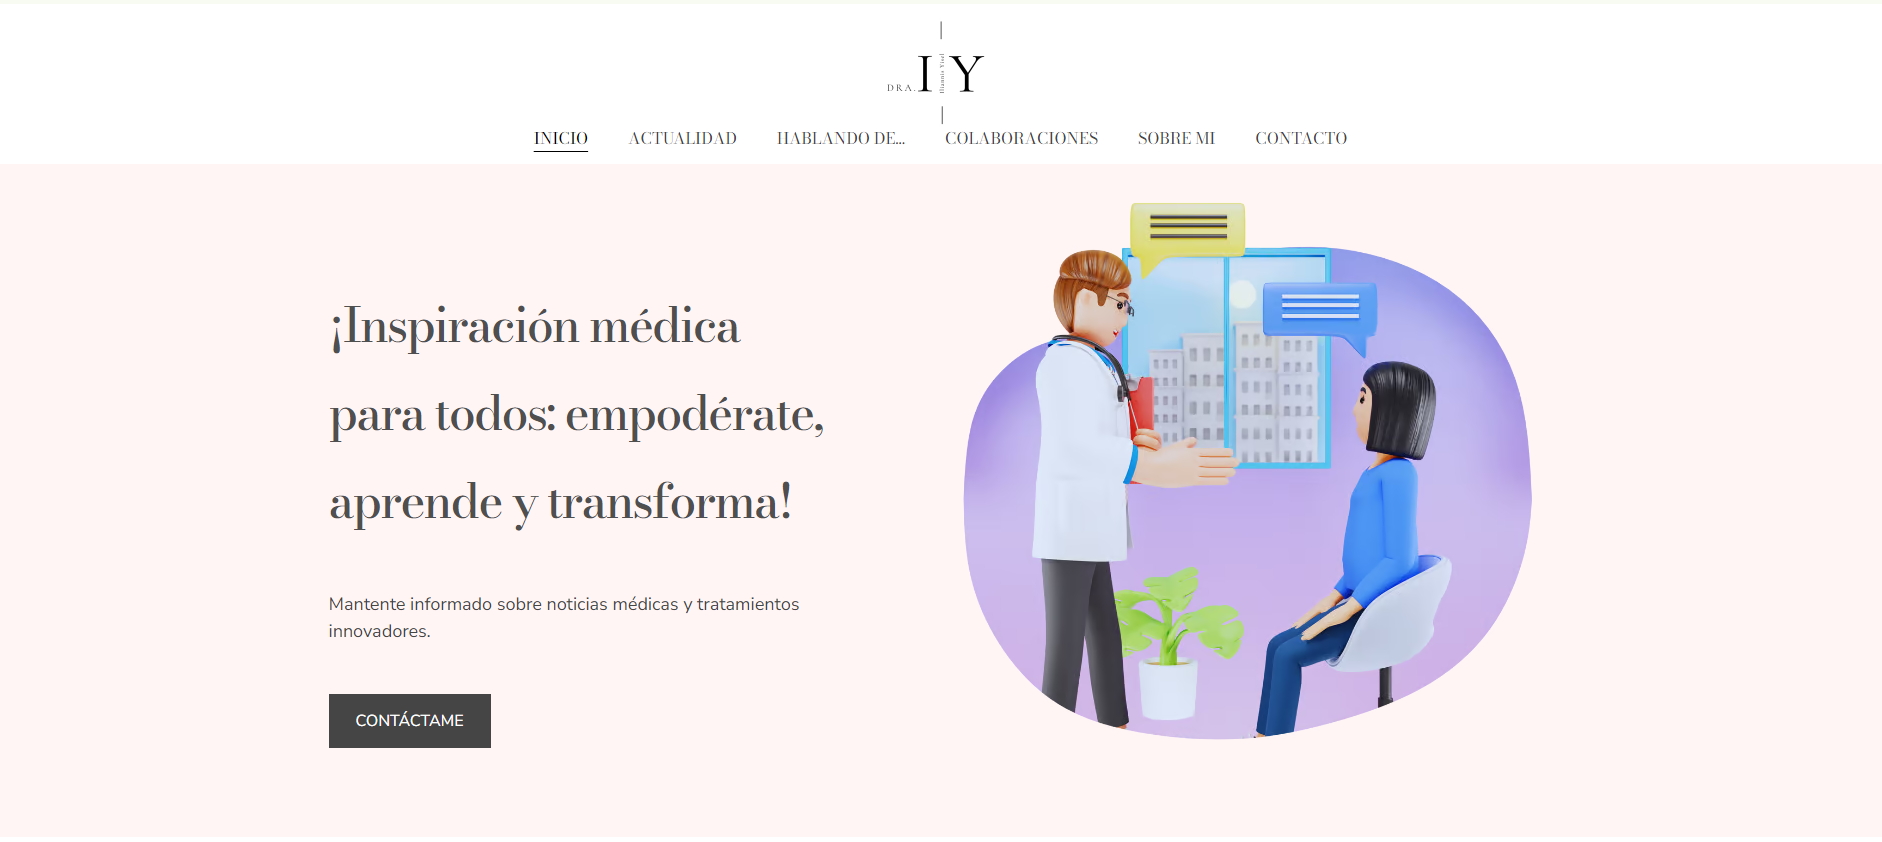 DRA. I Y
INICIO ACTUALIDAD HABLANDO DE... COLABORACIONES SOBRE MI CONTACTO
¡Inspiración médica
para todos: empodérate,
aprende y transforma!
Mantente informado sobre noticias médicas y tratamientos
innovadores.
CONTÁCTAME